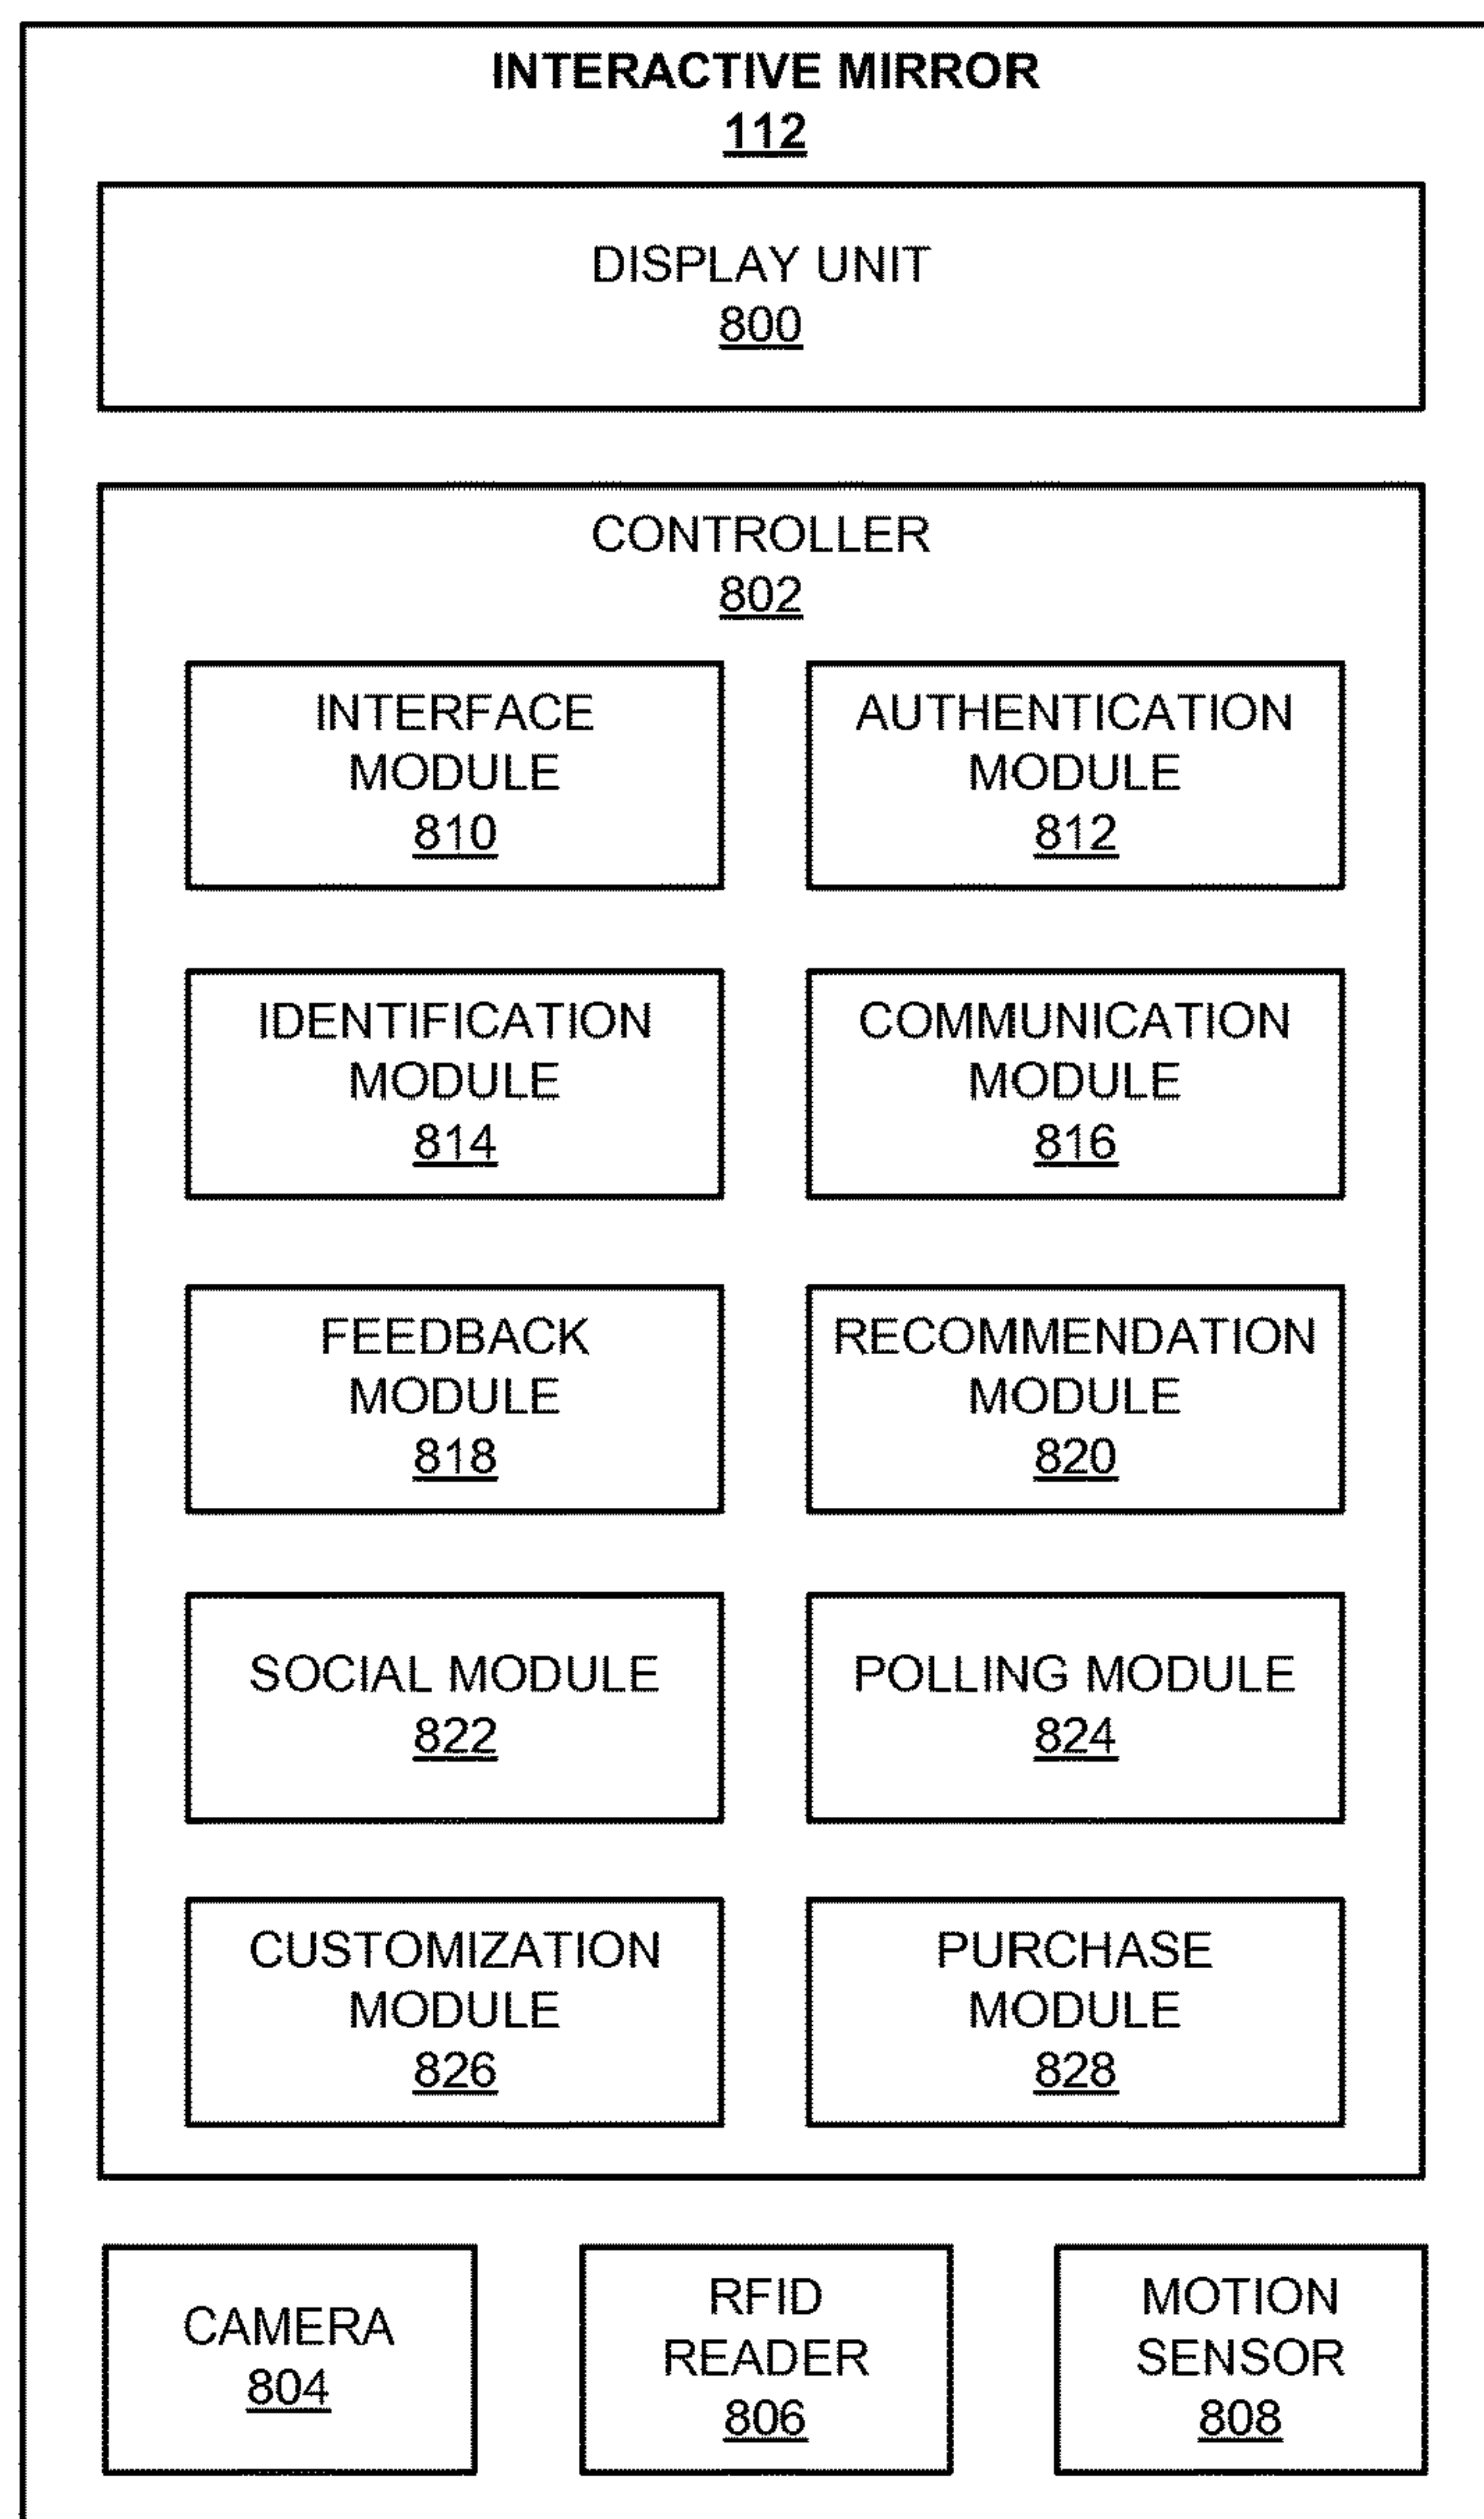 INTERACTIVE MIRROR
112
DISPLAY UNIT
800
CONTROLLER
802
INTERFACE
MODULE
810
AUTHENTICATION
MODULE
812
IDENTIFICATION
MODULE
814
COMMUNICATION
MODULE
816
FEEDBACK
MODULE
818
RECOMMENDATION
MODULE
820
SOCIAL MODULE
822
POLLING MODULE
824
CUSTOMIZATION
MODULE
826
PURCHASE
MODULE
828
CAMERA
804
RFID
READER
806
MOTION
SENSOR
808